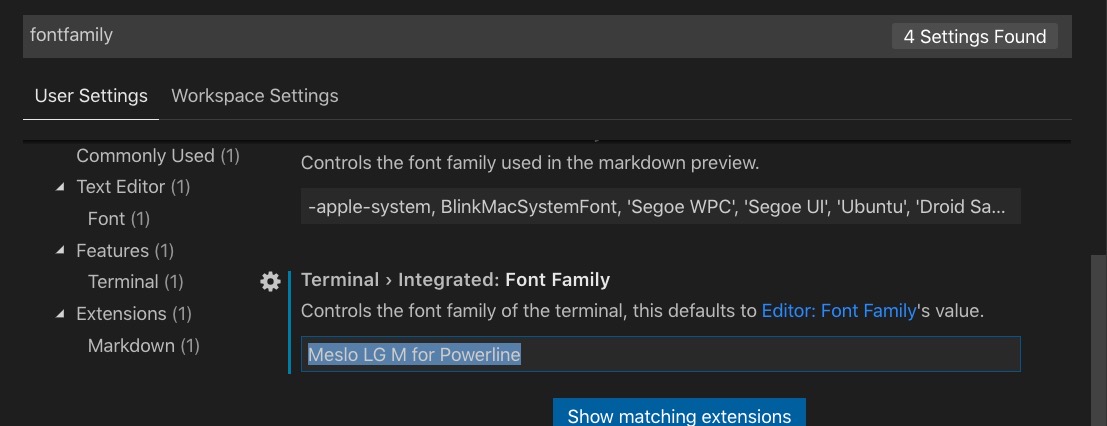 fontfamily
4 Settings Found
User Settings
Workspace Settings
Commonly Used (1)
Text Editor (1)
Font (1)
Features (1)
Terminal (1)
Extensions (1)
Markdown (1)
Controls the font family used in the markdown preview.
-apple-system, BlinkMacSystemFont, 'Segoe WPC', 'Segoe UI', 'Ubuntu', 'Droid Sa...
Terminal › Integrated: Font Family
Controls the font family of the terminal, this defaults to Editor: Font Family's value.
Meslo LG M for Powerline
Show matching extensions